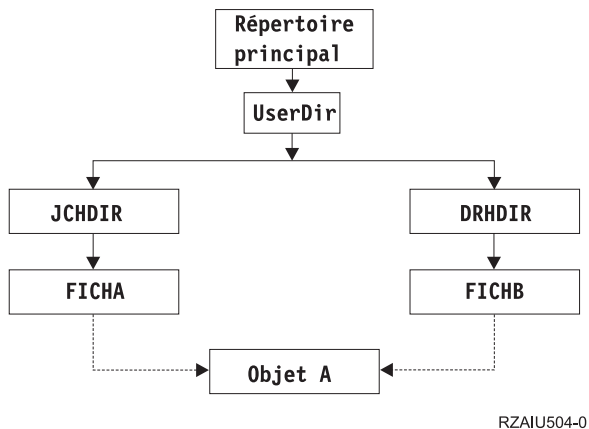 Répertoire
principal
UserDir
JCHDIR
DRHDIR
FICHA
FICHB
Objet A
RZAIU504-0